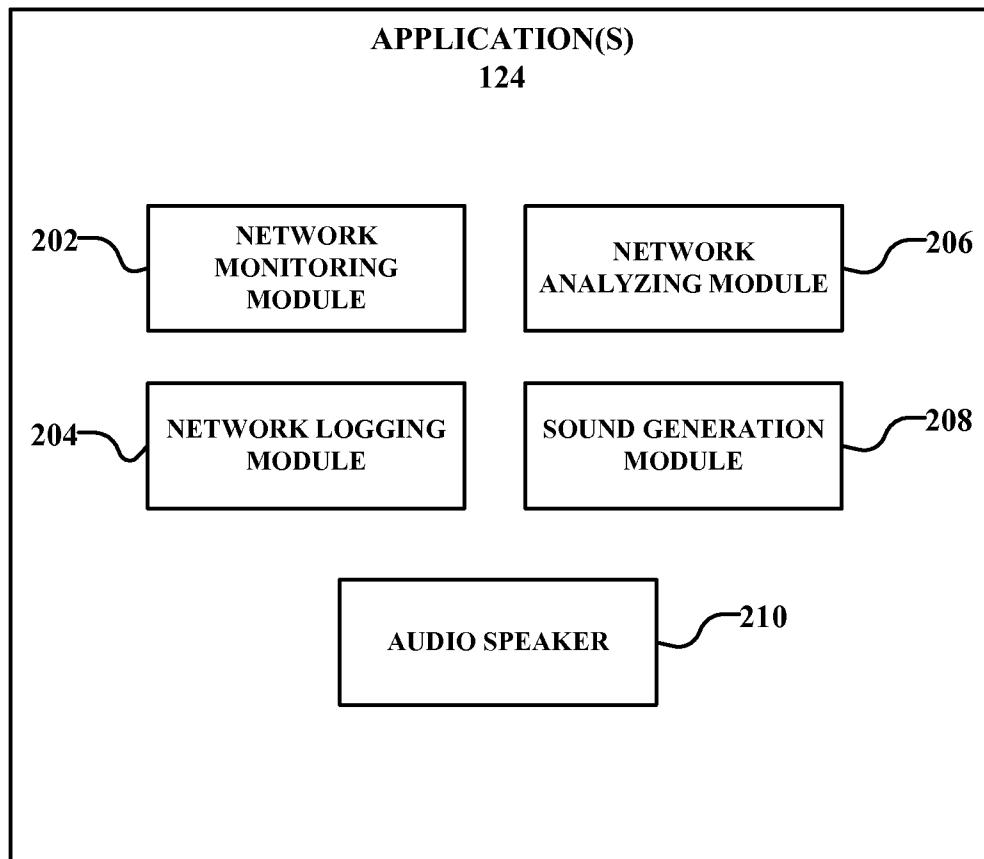 APPLICATION(S)
124
202
NETWORK
MONITORING
MODULE
NETWORK
ANALYZING MODULE
206
204
NETWORK LOGGING
MODULE
SOUND GENERATION
MODULE
208
AUDIO SPEAKER
210